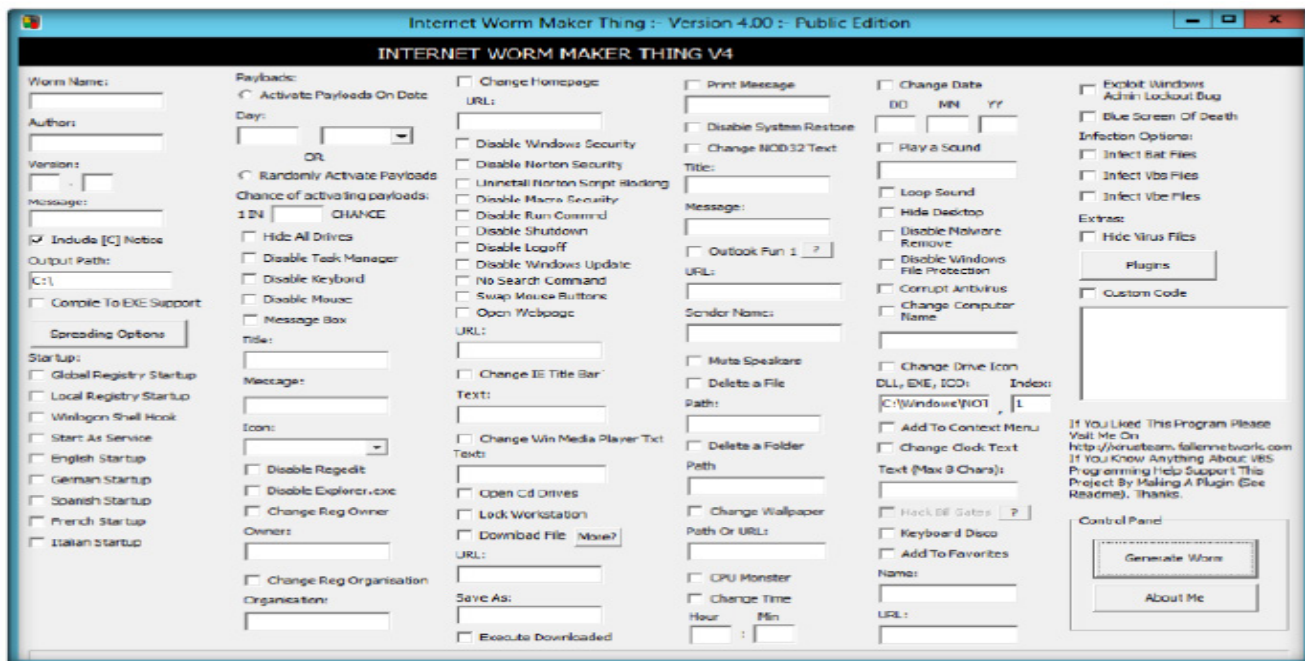 Internet Worm Maker Thing :- Version 4.00 :- Public Edition
INTERNET WORM MAKER THING V4
Worm Name:
Author:
Version:
Message:
Include [C] Notice
Output Path:
C:\
Compile To EXE Support
Spreading Options
Startup:
Global Registry Startup
Local Registry Startup
Winlogon Shell Hook
Start As Service
English Startup
German Startup
Spanish Startup
French Startup
Italian Startup
Payloads:
Activate Payloads On Date
Day:
OR
Randomly Activate Payloads
Chance of activating payloads:
1 IN CHANCE
Hide All Drives
Disable Task Manager
Disable Keybord
Disable Mouse
Message Box
Title:
Message:
Icon:
Disable Regedit
Disable Explorer.exe
Change Reg Owner
Owner:
Change Reg Organisation
Organisation:
Change Homepage
URL:
Disable Windows Security
Disable Norton Security
Uninstall Norton Script Blocking
Disable Macro Security
Disable Run Commnd
Disable Shutdown
Disable Logoff
Disable Windows Update
No Search Command
Swap Mouse Buttons
Open Webpage
URL:
Change IE Title Bar
Text:
Change Win Media Player Txt
Text:
Open Cd Drives
Lock Workstation
Download File More?
URL:
Save As:
Execute Downloaded
Print Message
Disable System Restore
Change NOD32 Text
Title:
Message:
Outlook Fun 1 ?
URL:
Sender Name:
Mute Speakers
Delete a File
Path:
Delete a Folder
Path
Change Wallpaper
Path Or URL:
CPU Monster
Change Time
Hour Min
:
Change Date
DD MM YY
Play a Sound
Loop Sound
Hide Desktop
Disable Malware
Remove
Disable Windows
File Protection
Corrupt Antivirus
Change Computer
Name
Change Drive Icon
DLL, EXE, ICO: Index:
C:\Windows\NOT , 1
Add To Context Menu
Change Clock Text
Text (Max 8 Chars):
Hack Bill Gates ?
Keyboard Disco
Add To Favorites
Name:
URL:
Exploit Windows
Admin Lockout Bug
Blue Screen Of Death
Infection Options:
Infect Bat Files
Infect Vbs Files
Infect Vbe Files
Extras:
Hide Virus Files
Plugins
Custom Code
If You Liked This Program Please
Visit Me On
http://virusteam.fallennetwork.com
If You Know Anything About VBS
Programming Help Support This
Project By Making A Plugin (See
Readme). Thanks.
Control Panel
Generate Worm
About Me